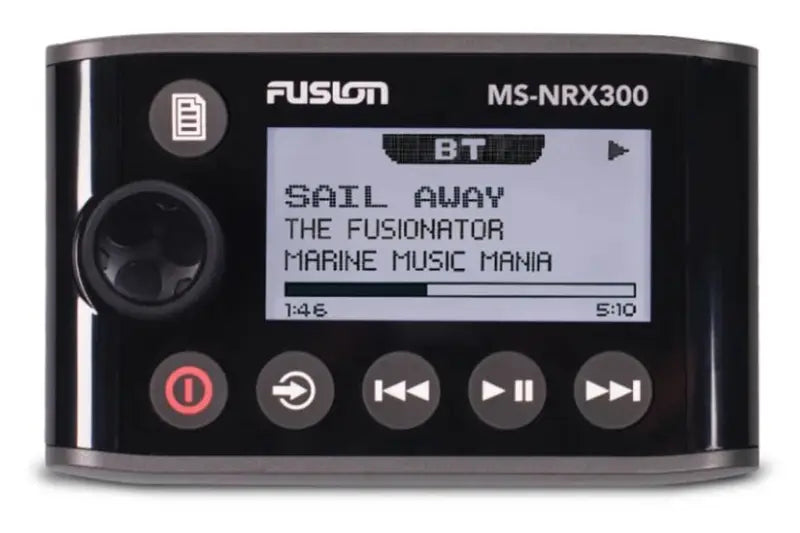 FUSION
MS-NRX300
BT
SAIL AWAY
THE FUSIONATOR
MARINE MUSIC MANIA
1:46
5:10